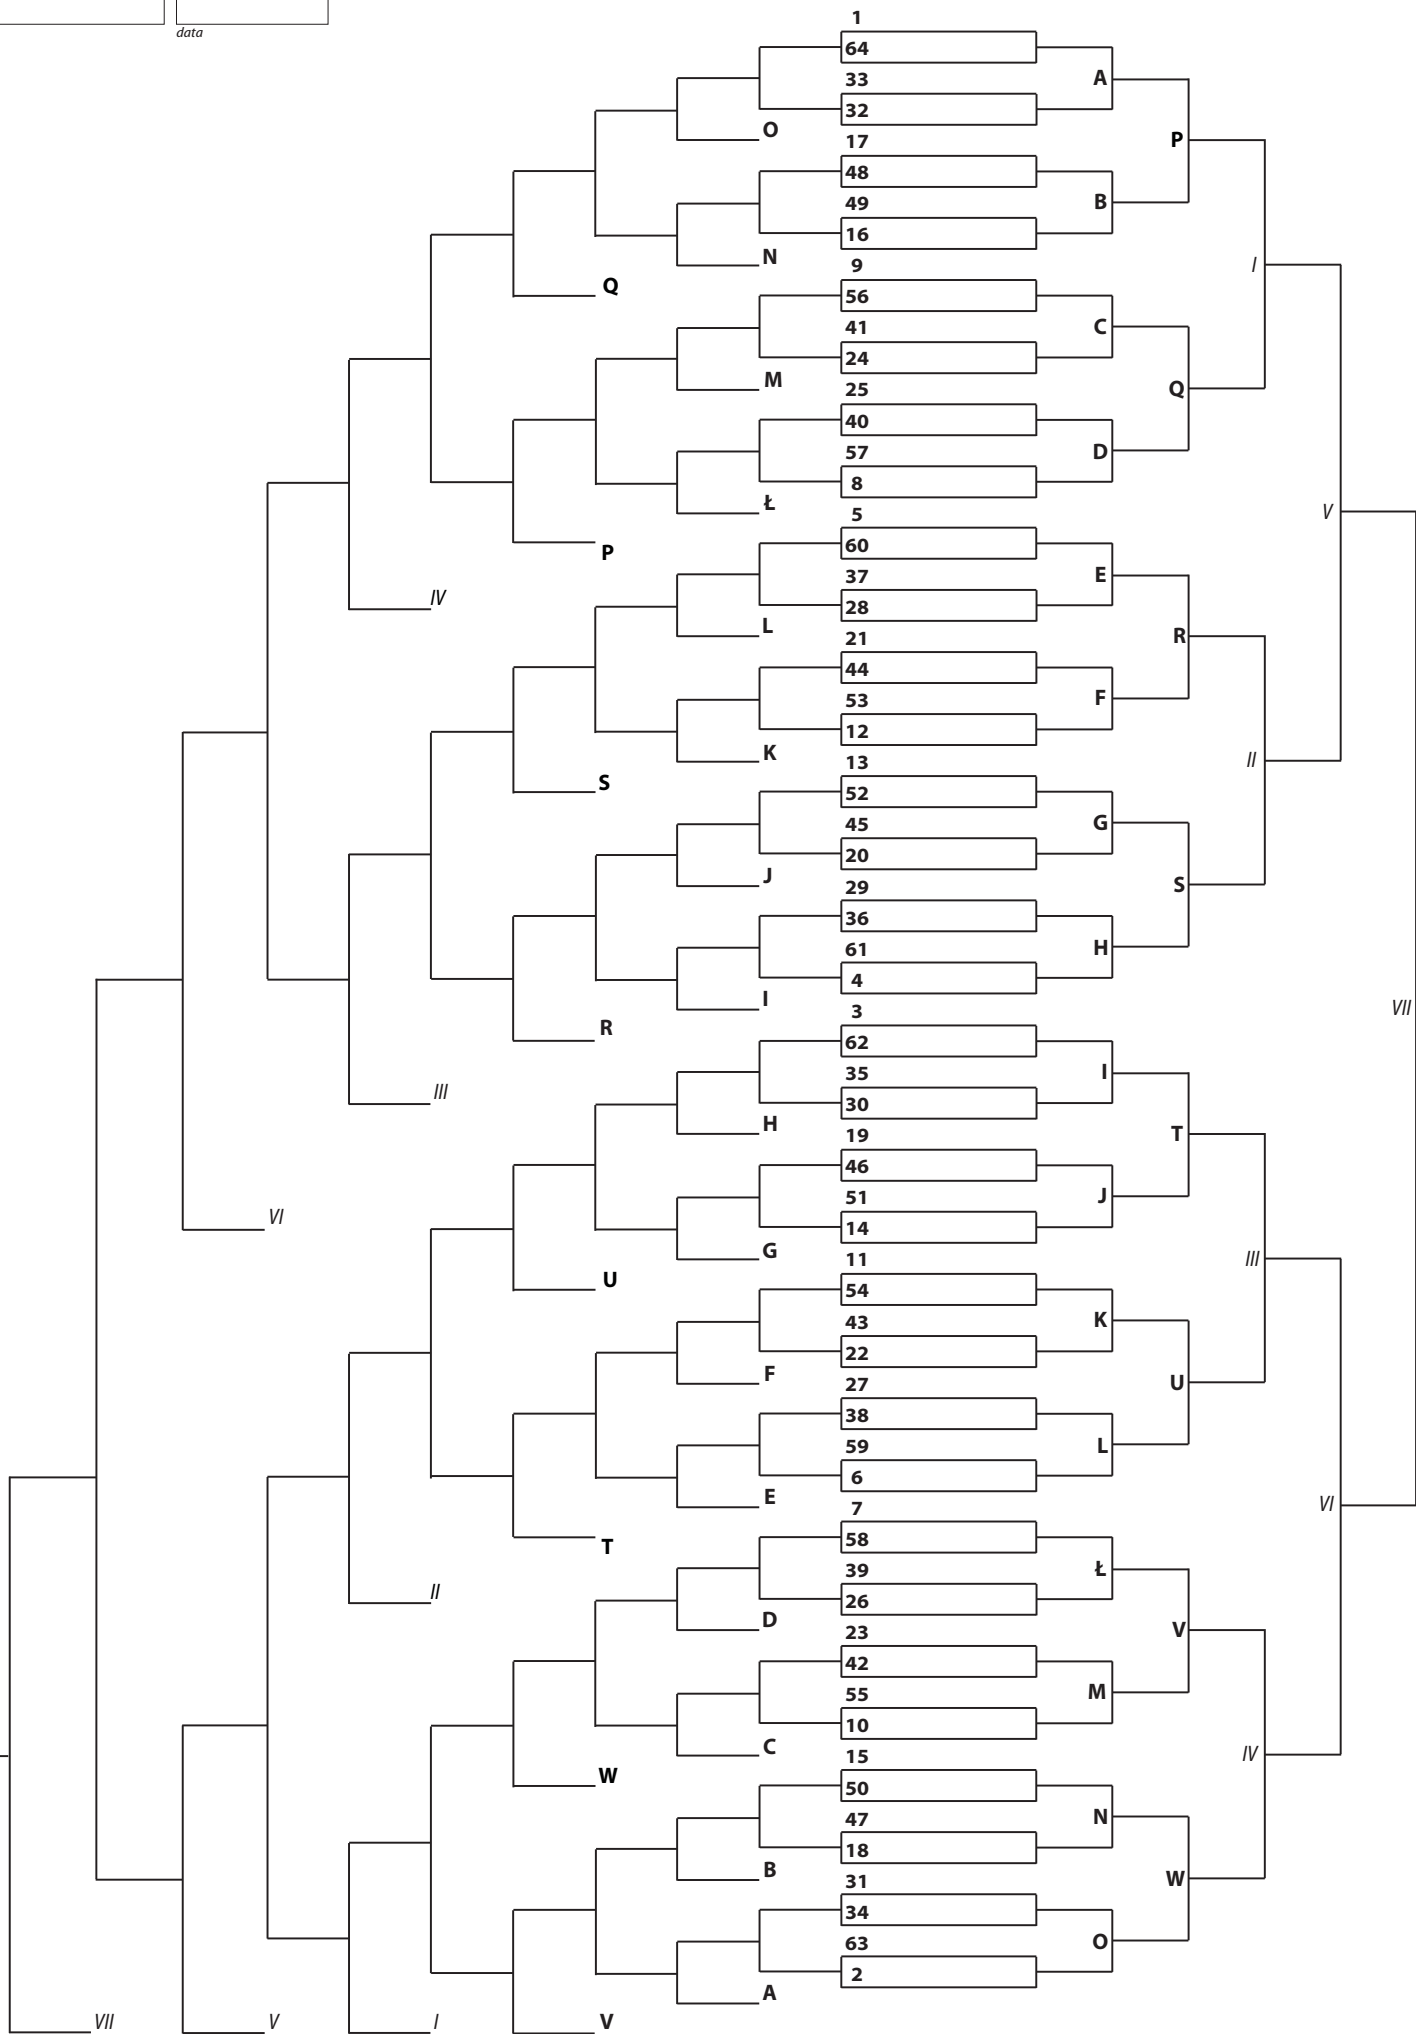 data
1
64
A
33
32
O
17
P
48
B
49
16
N
9
I
Q
56
C
41
24
M
25
Q
40
D
57
8
Ł
5
V
60
P
37
E
28
IV
L
21
R
44
F
53
12
K
13
II
S
52
G
45
20
J
29
S
36
H
61
4
I
3
VII
R
62
I
35
III
30
H
19
T
46
J
51
14
VI
G
11
III
U
54
K
43
22
F
27
U
38
L
59
6
E
7
VI
58
T
39
Ł
26
II
D
23
V
42
M
55
10
C
15
IV
W
50
N
47
18
B
31
W
34
O
63
2
A
VII
V
I
V